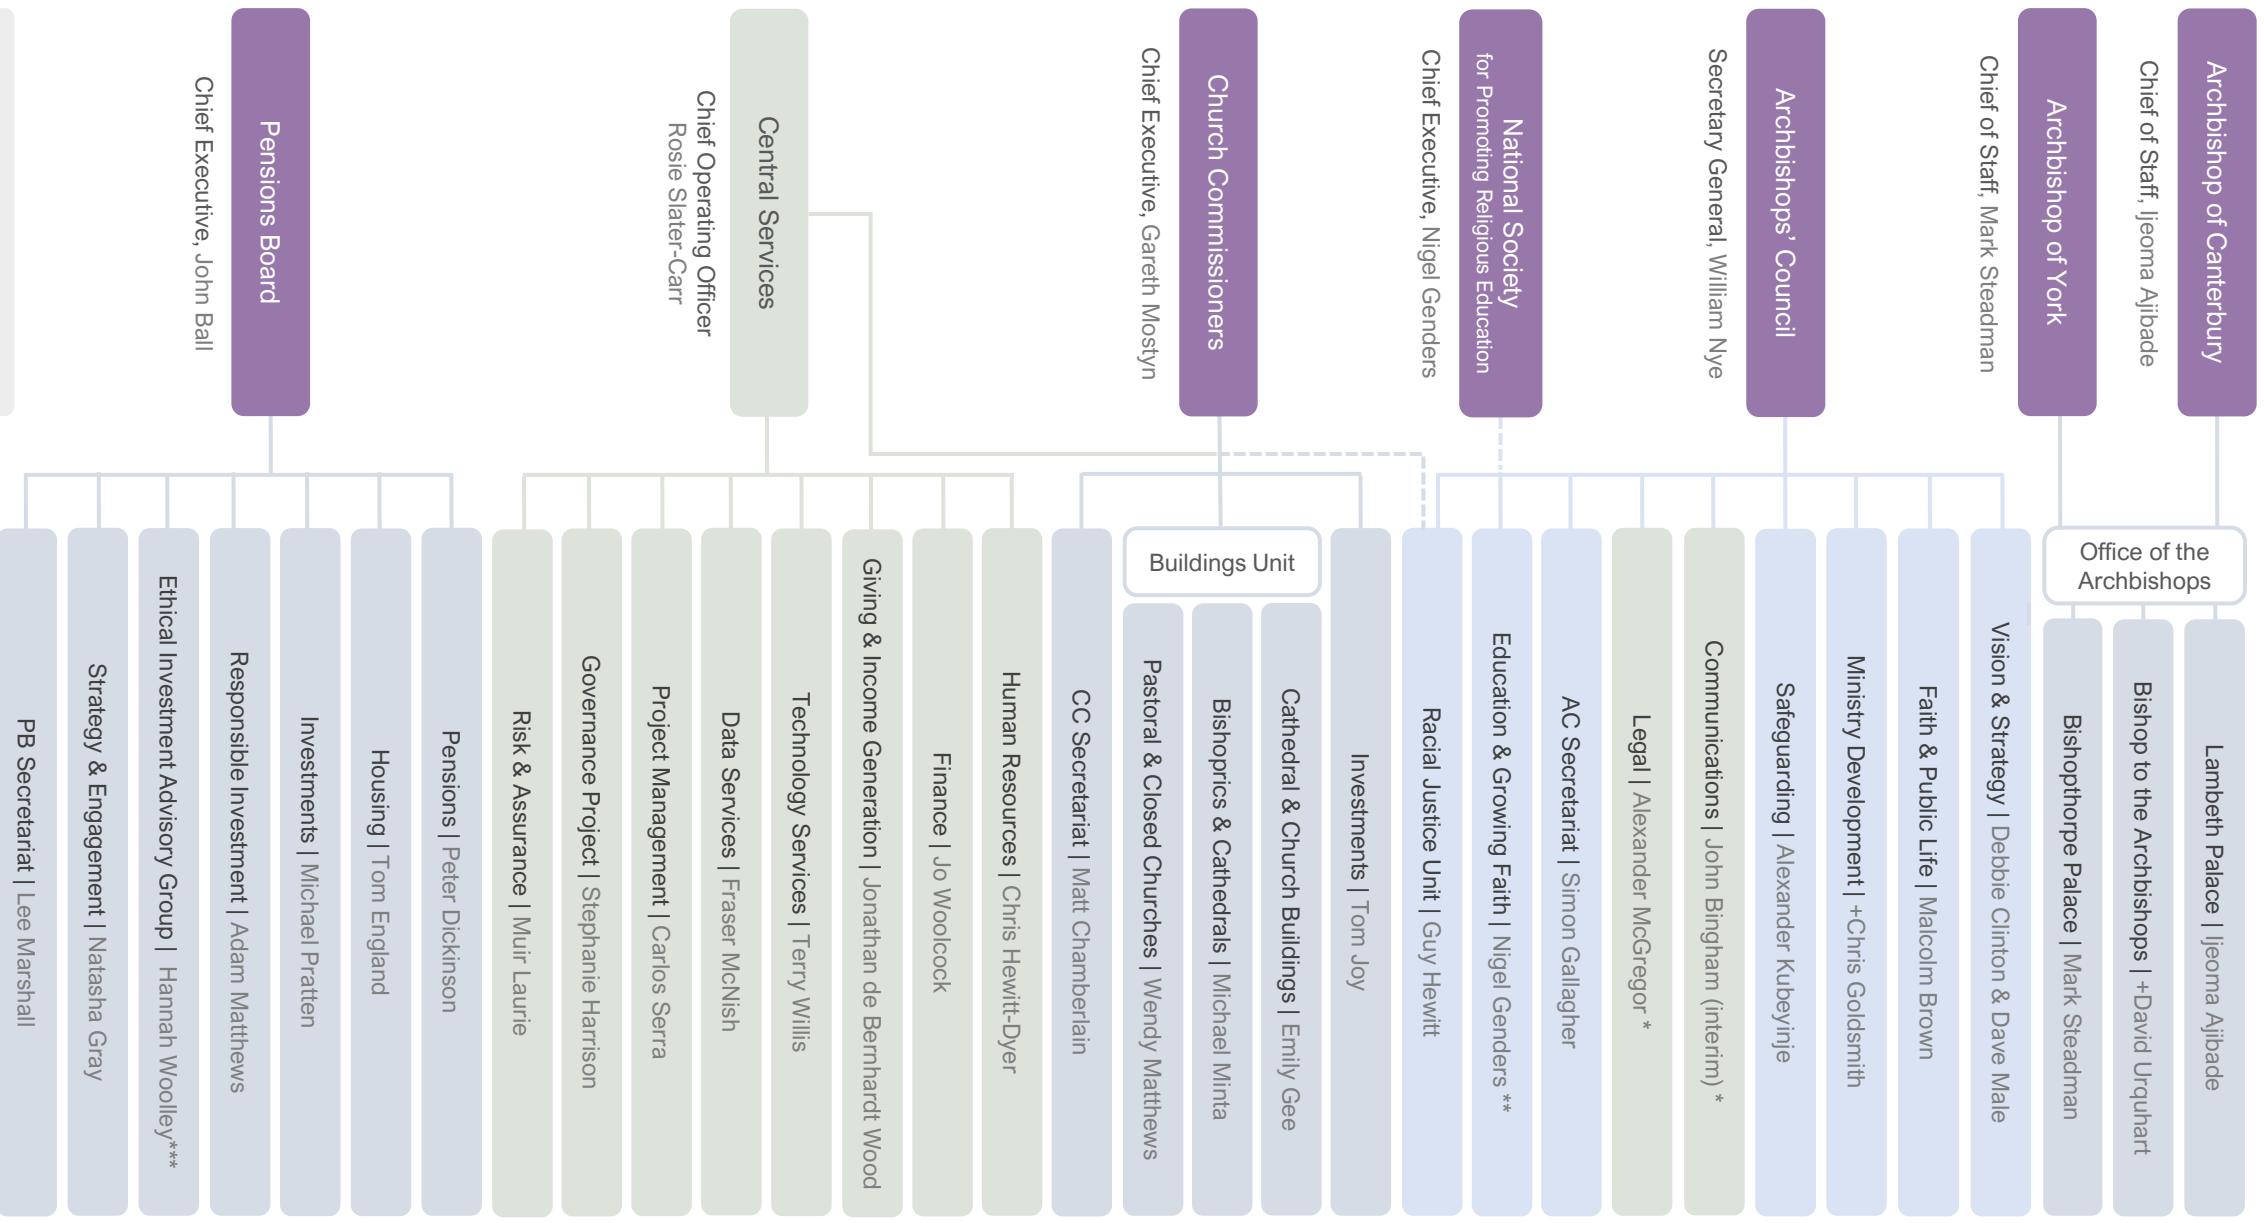 Archbishop of Canterbury
Chief of Staff, Ijeoma Ajibade
Archbishop of York
Chief of Staff, Mark Steadman
Office of the
Archbishops
Lambeth Palace | Ijeoma Ajibade
Bishop to the Archbishops | +David Urquhart
Bishopthorpe Palace | Mark Steadman
Archbishops' Council
Secretary General, William Nye
Vision & Strategy | Debbie Clinton & Dave Male
Faith & Public Life | Malcolm Brown
Ministry Development | +Chris Goldsmith
Safeguarding | Alexander Kubeyinje
Communications | John Bingham (interim) *
Legal | Alexander McGregor *
AC Secretariat | Simon Gallagher
National Society
for Promoting Religious Education
Chief Executive, Nigel Genders
Education & Growing Faith | Nigel Genders **
Racial Justice Unit | Guy Hewitt
Church Commissioners
Chief Executive, Gareth Mostyn
Investments | Tom Joy
Buildings Unit
Cathedral & Church Buildings | Emily Gee
Bishoprics & Cathedrals | Michael Minta
Pastoral & Closed Churches | Wendy Matthews
CC Secretariat | Matt Chamberlain
Central Services
Chief Operating Officer
Rosie Slater-Carr
Human Resources | Chris Hewitt-Dyer
Finance | Jo Woolcock
Giving & Income Generation | Jonathan de Bernhardt Wood
Technology Services | Terry Willis
Data Services | Fraser McNish
Project Management | Carlos Serra
Governance Project | Stephanie Harrison
Risk & Assurance | Muir Laurie
Pensions Board
Chief Executive, John Ball
Pensions | Peter Dickinson
Housing | Tom England
Investments | Michael Pratten
Responsible Investment | Adam Matthews
Ethical Investment Advisory Group | Hannah Woolley***
Strategy & Engagement | Natasha Gray
PB Secretariat | Lee Marshall